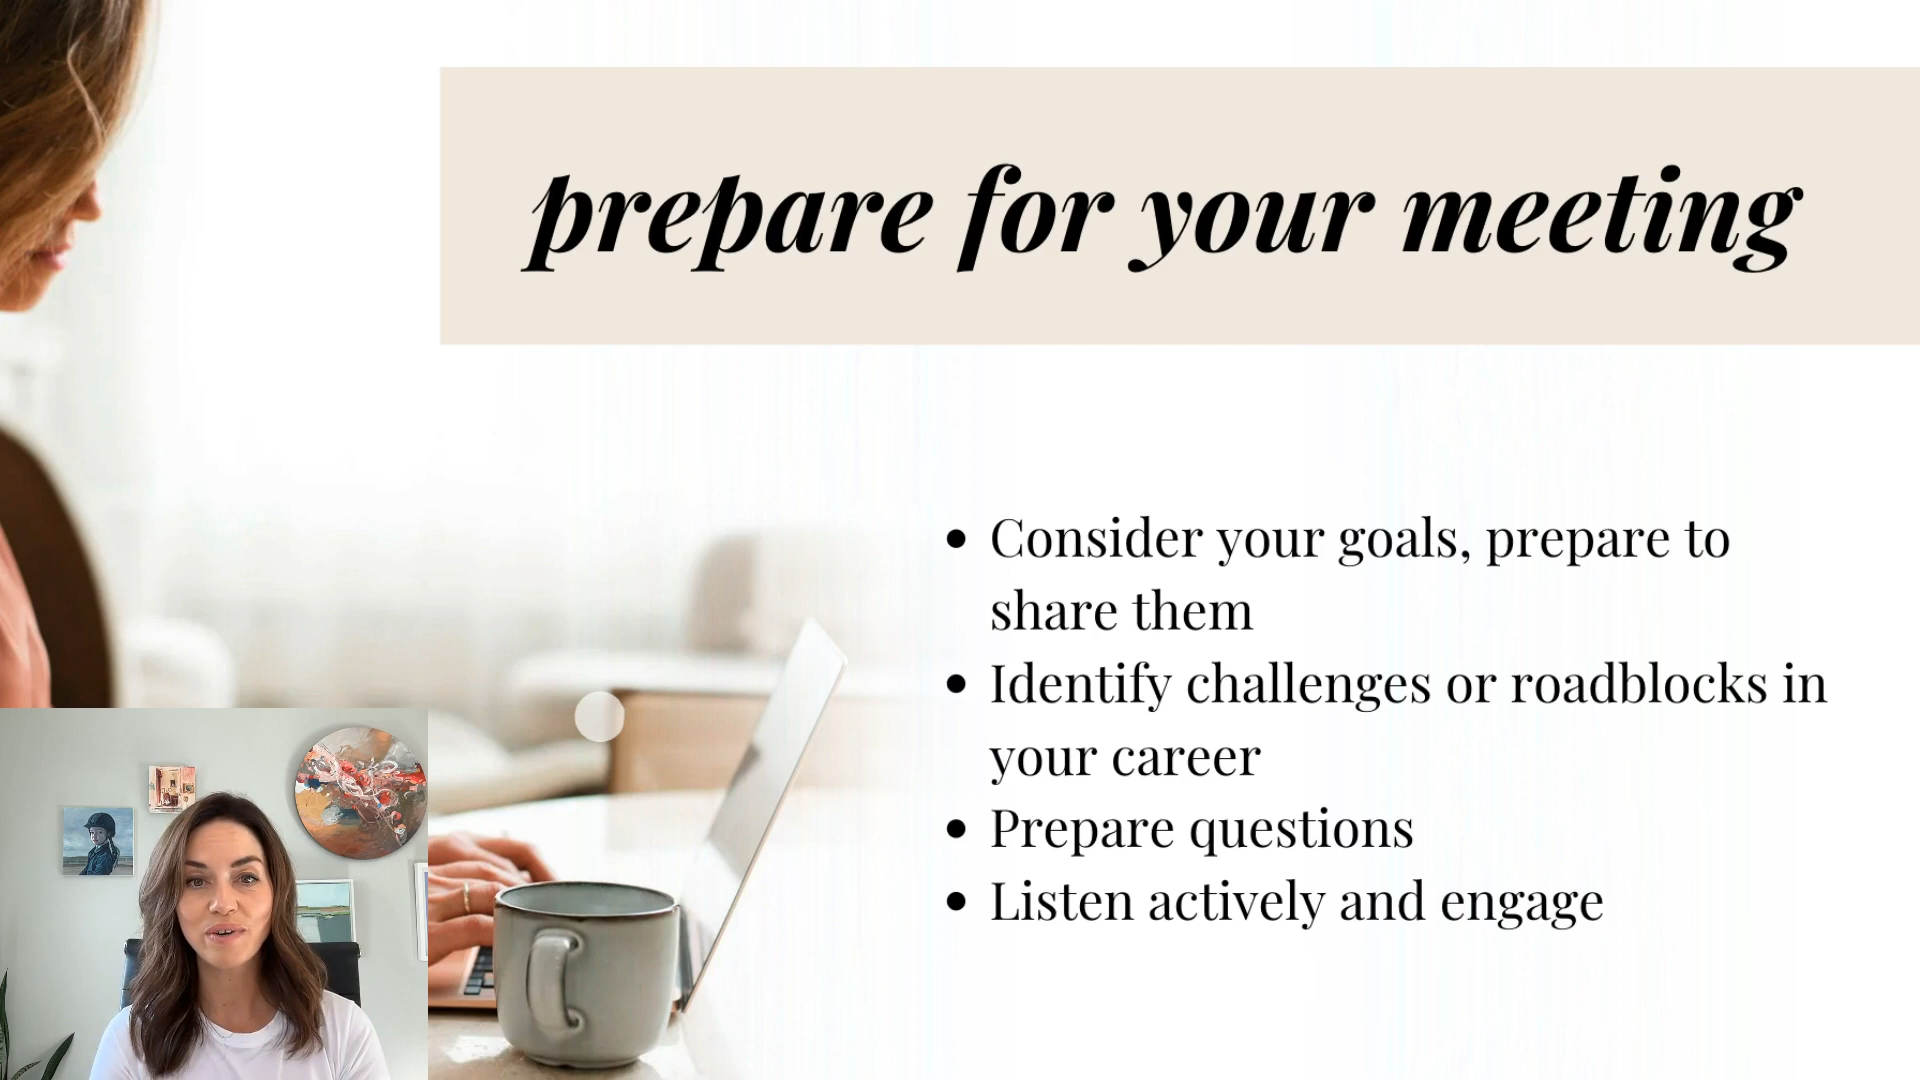 prepare for your meeting
• Consider your goals, prepare to
share them
• Identify challenges or roadblocks in
your career
• Prepare questions
• Listen actively and engage